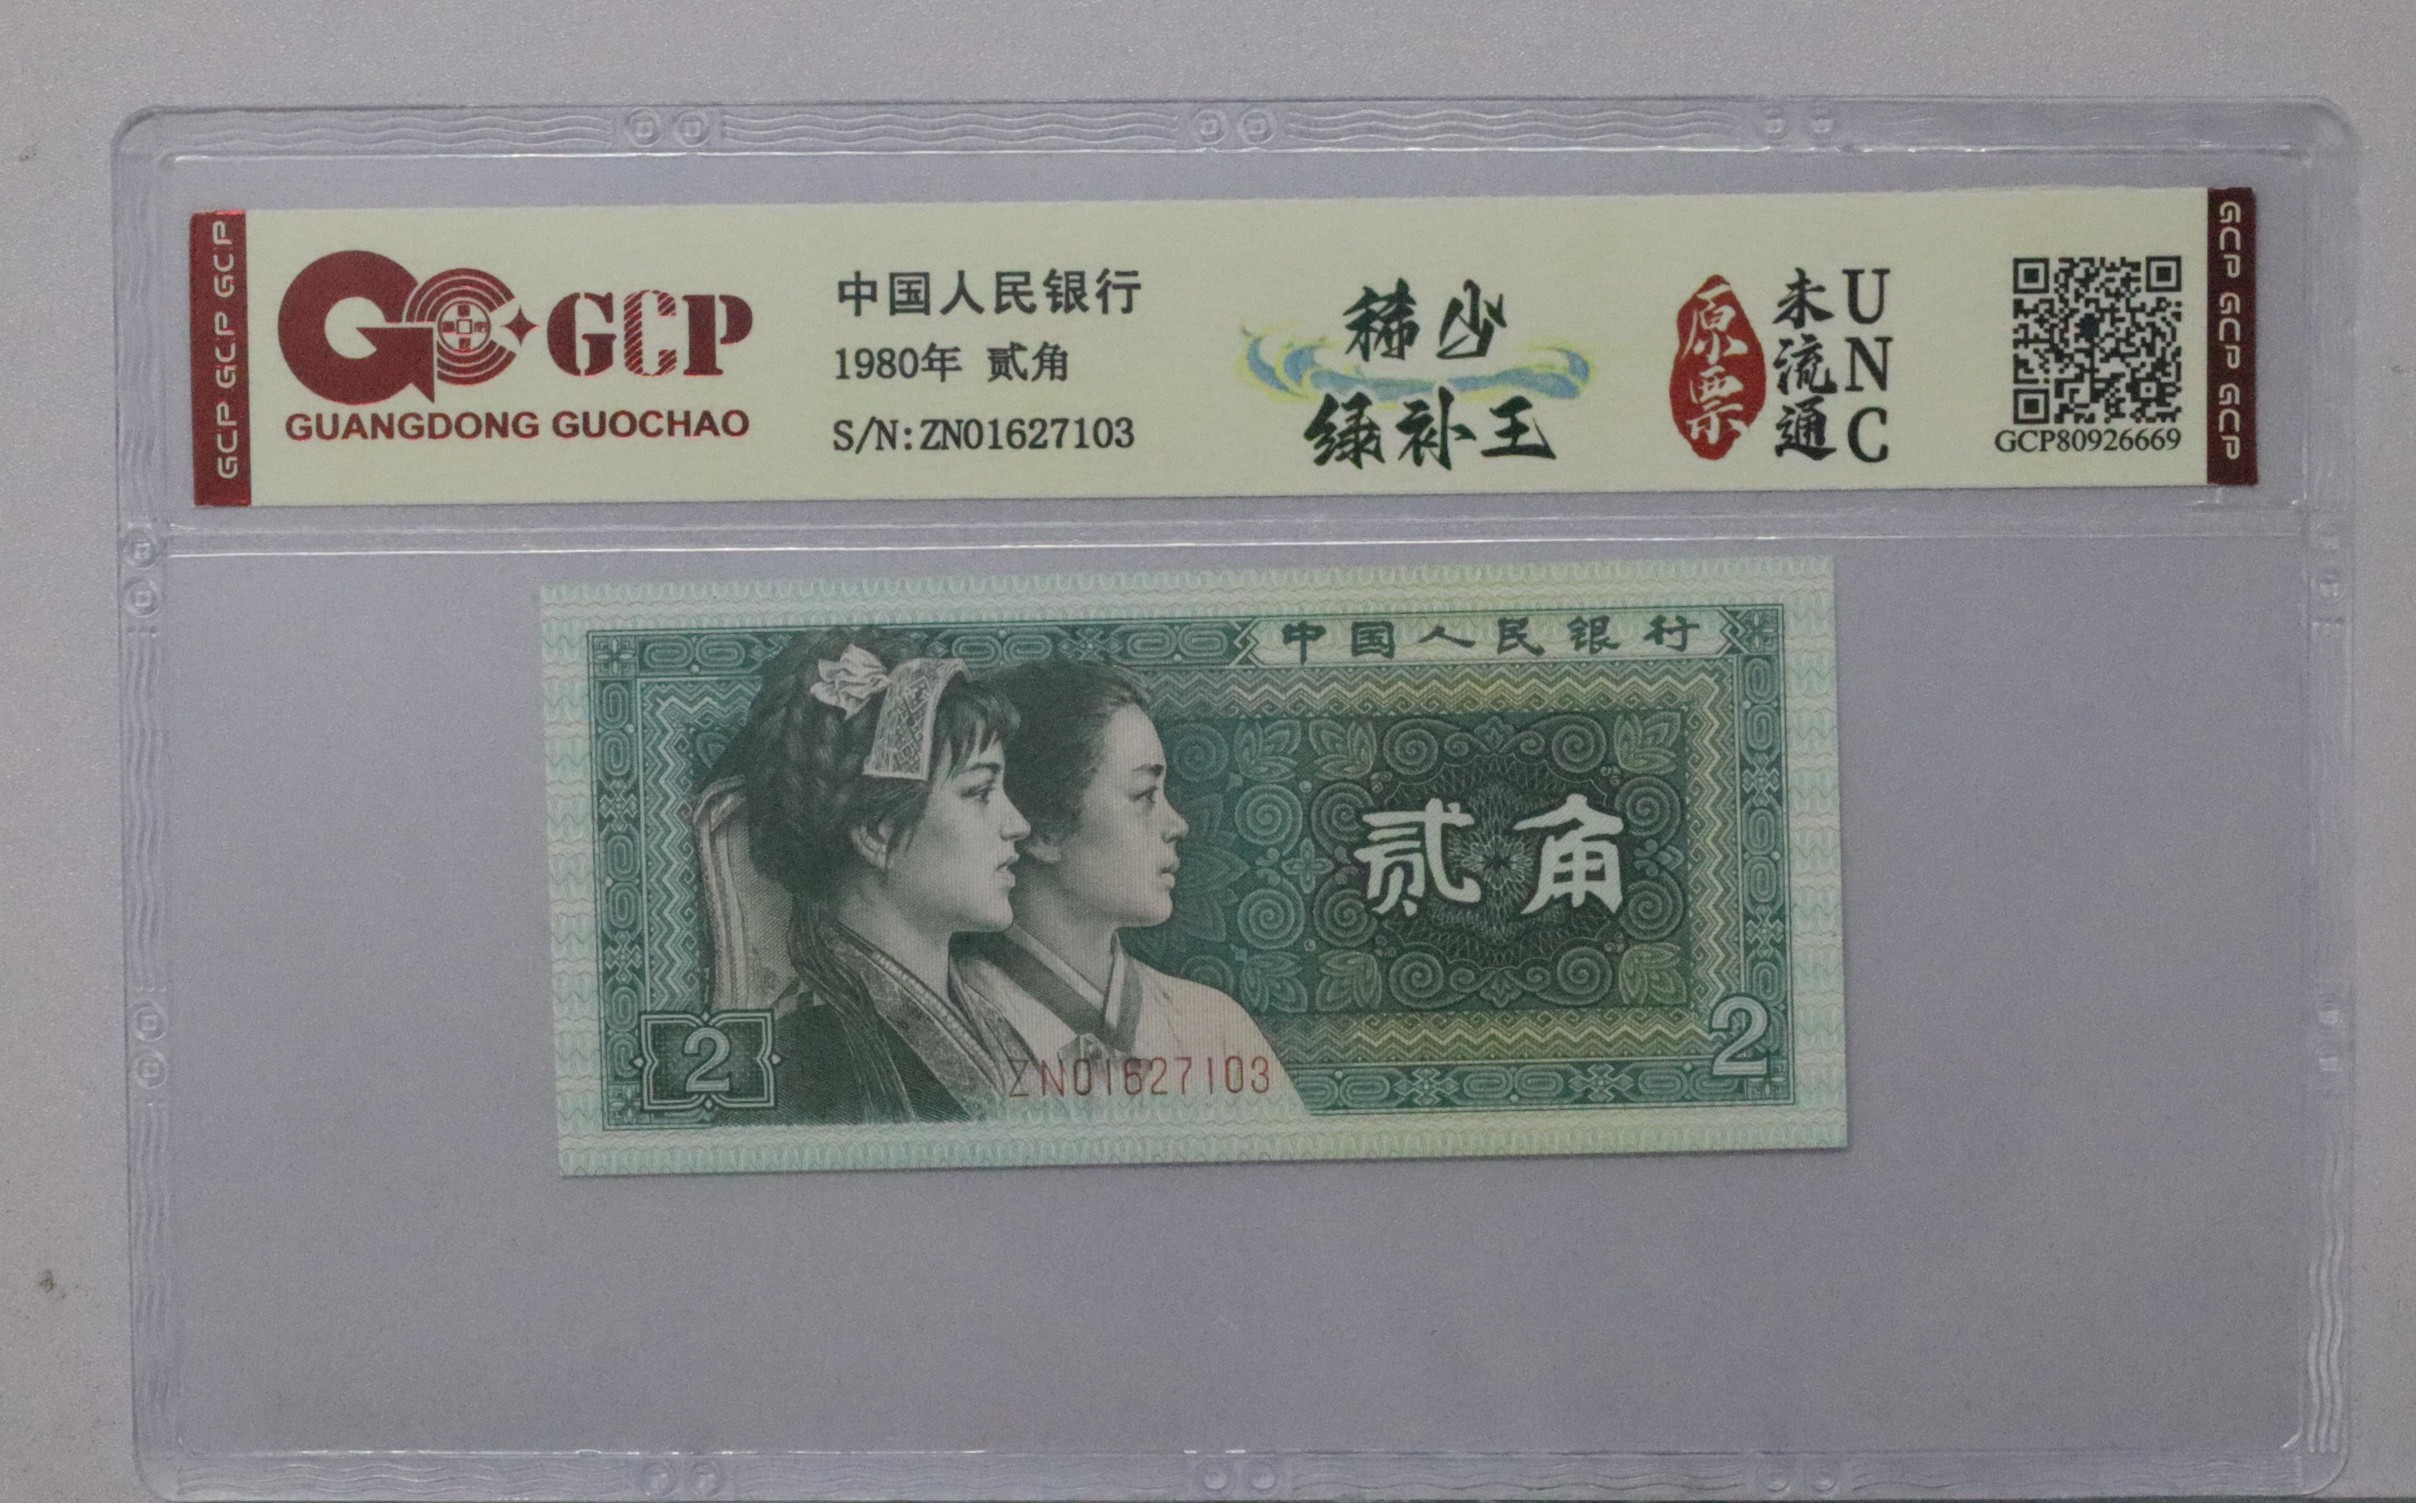 GCP GCP GCP
GCP
GUANGDONG GUOCHAO
中国人民银行
1980年 贰角
S/N:ZN01627103
稀少
绿补王
原票
未流通
UNC
GCP80926669
GCP GCP GCP
中国人民银行
贰角
2
2
ZN01627103